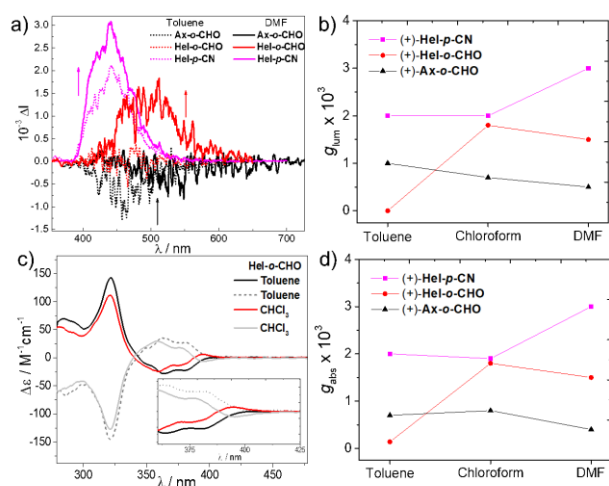 a)
Toluene DMF
Ax-o-CHO Ax-o-CHO
Hel-o-CHO Hel-o-CHO
Hel-p-CN Hel-p-CN
10⁻³ ΔI
3.0
2.5
2.0
1.5
1.0
0.5
0.0
-0.5
-1.0
-1.5
400 500 600 700
λ / nm
b)
(+)-Hel-p-CN
(+)-Hel-o-CHO
(+)-Ax-o-CHO
g_lum x 10³
4
3
2
1
0
Toluene Chloroform DMF
c)
Hel-o-CHO
Toluene
Toluene
CHCl₃
CHCl₃
Δε / M⁻¹cm⁻¹
150
100
50
0
-50
-100
-150
300 350 400 450 500
λ / nm
375 400 425
λ / nm
d)
(+)-Hel-p-CN
(+)-Hel-o-CHO
(+)-Ax-o-CHO
g_abs x 10³
4
3
2
1
0
Toluene Chloroform DMF